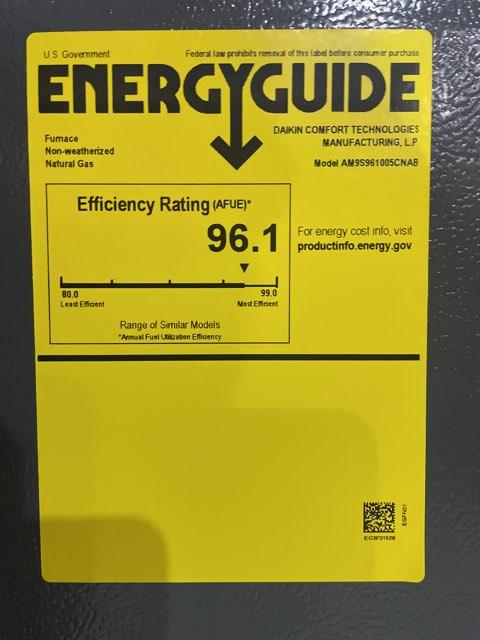 U.S. Government
Federal law prohibits removal of this label before consumer purchase
ENERGYGUIDE
Furnace
Non-weatherized
Natural Gas
DAIKIN COMFORT TECHNOLOGIES
MANUFACTURING, L.P.
Model AM9S961005CNAB
Efficiency Rating (AFUE)*
96.1
80.0
99.0
Least Efficient
Most Efficient
Range of Similar Models
*Annual Fuel Utilization Efficiency
For energy cost info, visit
productinfo.energy.gov